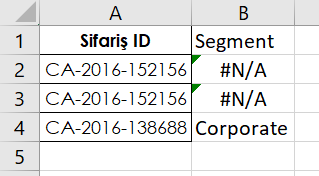 A B
1 Sifariş ID Segment
2 CA-2016-152156 #N/A
3 CA-2016-152156 #N/A
4 CA-2016-138688 Corporate
5